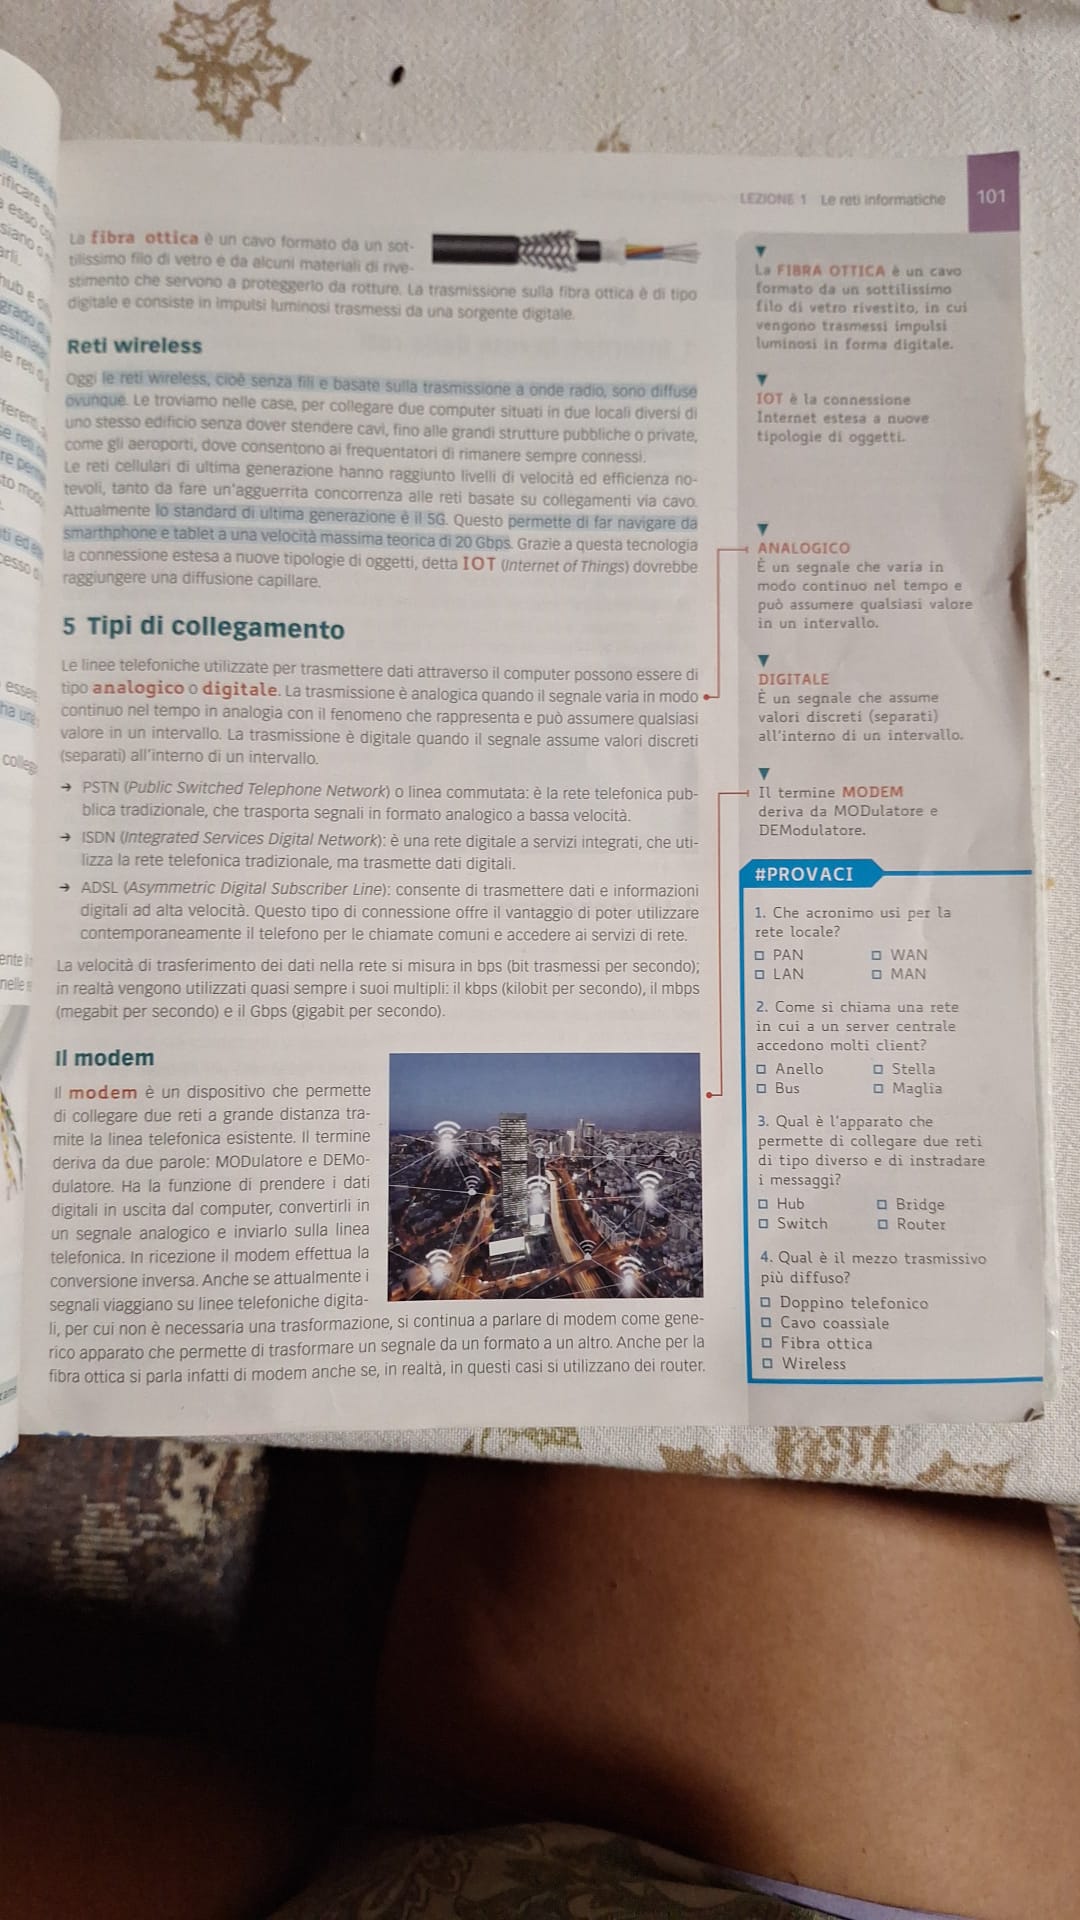 LEZIONE 1 Le reti informatiche 101
La fibra ottica è un cavo formato da un sot-
tilissimo filo di vetro e da alcuni materiali di rive-
stimento che servono a proteggerlo da rotture. La trasmissione sulla fibra ottica è di tipo
digitale e consiste in impulsi luminosi trasmessi da una sorgente digitale.
Reti wireless
Oggi le reti wireless, cioè senza fili e basate sulla trasmissione a onde radio, sono diffuse
ovunque. Le troviamo nelle case, per collegare due computer situati in due locali diversi di
uno stesso edificio senza dover stendere cavi, fino alle grandi strutture pubbliche o private,
come gli aeroporti, dove consentono ai frequentatori di rimanere sempre connessi.
Le reti cellulari di ultima generazione hanno raggiunto livelli di velocità ed efficienza no-
tevoli, tanto da fare un'agguerrita concorrenza alle reti basate su collegamenti via cavo.
Attualmente lo standard di ultima generazione è il 5G. Questo permette di far navigare da
smarthphone e tablet a una velocità massima teorica di 20 Gbps. Grazie a questa tecnologia
la connessione estesa a nuove tipologie di oggetti, detta IOT (Internet of Things) dovrebbe
raggiungere una diffusione capillare.
5 Tipi di collegamento
Le linee telefoniche utilizzate per trasmettere dati attraverso il computer possono essere di
tipo analogico o digitale. La trasmissione è analogica quando il segnale varia in modo
continuo nel tempo in analogia con il fenomeno che rappresenta e può assumere qualsiasi
valore in un intervallo. La trasmissione è digitale quando il segnale assume valori discreti
(separati) all'interno di un intervallo.
→ PSTN (Public Switched Telephone Network) o linea commutata: è la rete telefonica pub-
blica tradizionale, che trasporta segnali in formato analogico a bassa velocità.
→ ISDN (Integrated Services Digital Network): è una rete digitale a servizi integrati, che uti-
lizza la rete telefonica tradizionale, ma trasmette dati digitali.
→ ADSL (Asymmetric Digital Subscriber Line): consente di trasmettere dati e informazioni
digitali ad alta velocità. Questo tipo di connessione offre il vantaggio di poter utilizzare
contemporaneamente il telefono per le chiamate comuni e accedere ai servizi di rete.
La velocità di trasferimento dei dati nella rete si misura in bps (bit trasmessi per secondo);
in realtà vengono utilizzati quasi sempre i suoi multipli: il kbps (kilobit per secondo), il mbps
(megabit per secondo) e il Gbps (gigabit per secondo).
Il modem
Il modem è un dispositivo che permette
di collegare due reti a grande distanza tra-
mite la linea telefonica esistente. Il termine
deriva da due parole: MODulatore e DEMo-
dulatore. Ha la funzione di prendere i dati
digitali in uscita dal computer, convertirli in
un segnale analogico e inviarlo sulla linea
telefonica. In ricezione il modem effettua la
conversione inversa. Anche se attualmente i
segnali viaggiano su linee telefoniche digita-
li, per cui non è necessaria una trasformazione, si continua a parlare di modem come gene-
rico apparato che permette di trasformare un segnale da un formato a un altro. Anche per la
fibra ottica si parla infatti di modem anche se, in realtà, in questi casi si utilizzano dei router.
La FIBRA OTTICA è un cavo
formato da un sottilissimo
filo di vetro rivestito, in cui
vengono trasmessi impulsi
luminosi in forma digitale.
IOT è la connessione
Internet estesa a nuove
tipologie di oggetti.
ANALOGICO
È un segnale che varia in
modo continuo nel tempo e
può assumere qualsiasi valore
in un intervallo.
DIGITALE
È un segnale che assume
valori discreti (separati)
all'interno di un intervallo.
Il termine MODEM
deriva da MODulatore e
DEModulatore.
#PROVACI
1. Che acronimo usi per la
rete locale?
□ PAN □ WAN
□ LAN □ MAN
2. Come si chiama una rete
in cui a un server centrale
accedono molti client?
□ Anello □ Stella
□ Bus □ Maglia
3. Qual è l'apparato che
permette di collegare due reti
di tipo diverso e di instradare
i messaggi?
□ Hub □ Bridge
□ Switch □ Router
4. Qual è il mezzo trasmissivo
più diffuso?
□ Doppino telefonico
□ Cavo coassiale
□ Fibra ottica
□ Wireless